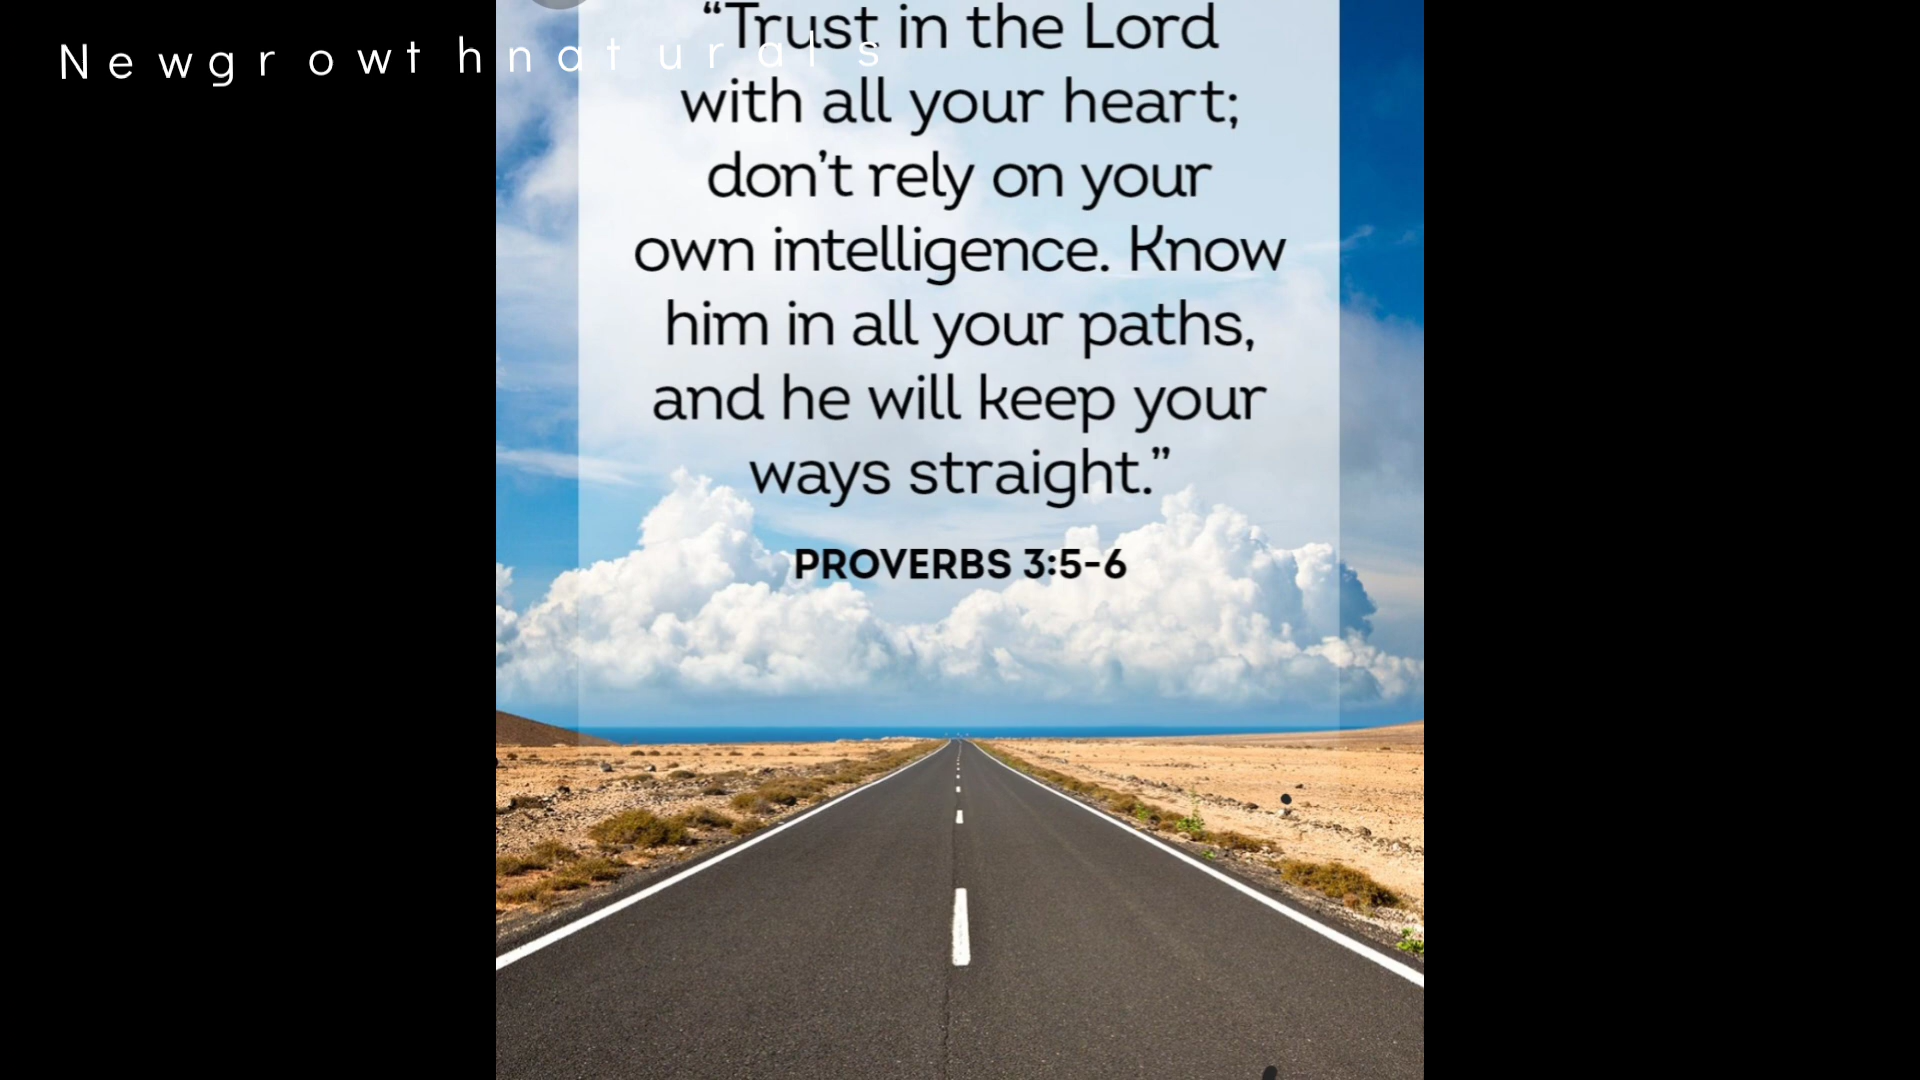 Newgrowthnaturals
“Trust in the Lord
with all your heart;
don’t rely on your
own intelligence. Know
him in all your paths,
and he will keep your
ways straight.”
PROVERBS 3:5-6